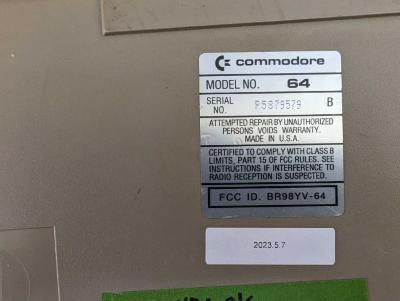 commodore
MODEL NO. 64
SERIAL NO. P5879579 B
ATTEMPTED REPAIR BY UNAUTHORIZED
PERSONS VOIDS WARRANTY.
MADE IN U.S.A.
CERTIFIED TO COMPLY WITH CLASS B
LIMITS, PART 15 OF FCC RULES. SEE
INSTRUCTIONS IF INTERFERENCE TO
RADIO RECEPTION IS SUSPECTED.
FCC ID. BR98YV-64
2023.5.7